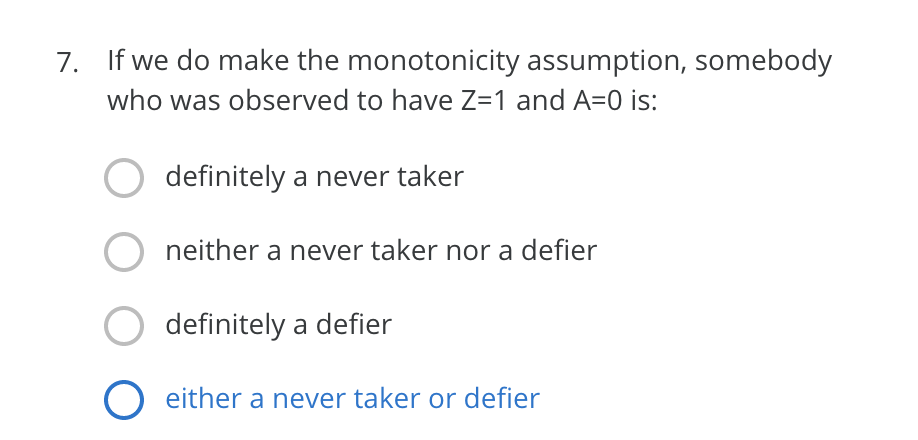 7. If we do make the monotonicity assumption, somebody
who was observed to have Z=1 and A=0 is:
definitely a never taker
neither a never taker nor a defier
definitely a defier
either a never taker or defier